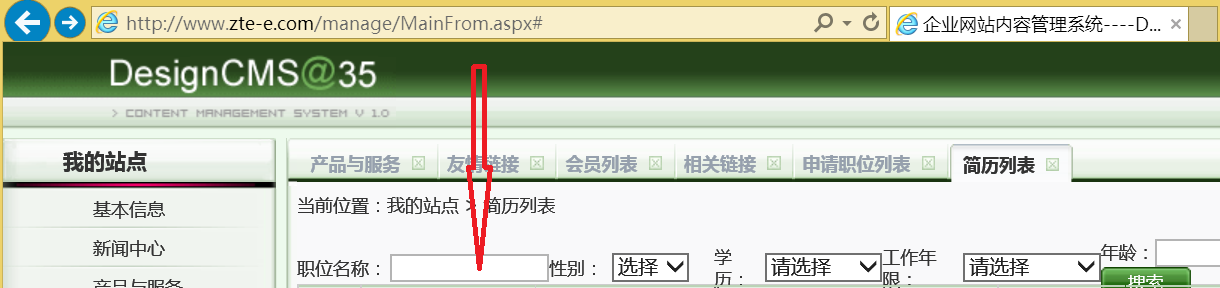 http://www.zte-e.com/manage/MainFrom.aspx#
企业网站内容管理系统----D...
DesignCMS@35
> CONTENT MANAGEMENT SYSTEM V 1.0
我的站点
产品与服务 友情链接 会员列表 相关链接 申请职位列表 简历列表
当前位置：我的站点 > 简历列表
基本信息
新闻中心
产品与服务
职位名称： 性别： 选择 学历： 请选择 工作年限： 请选择 年龄：
搜索